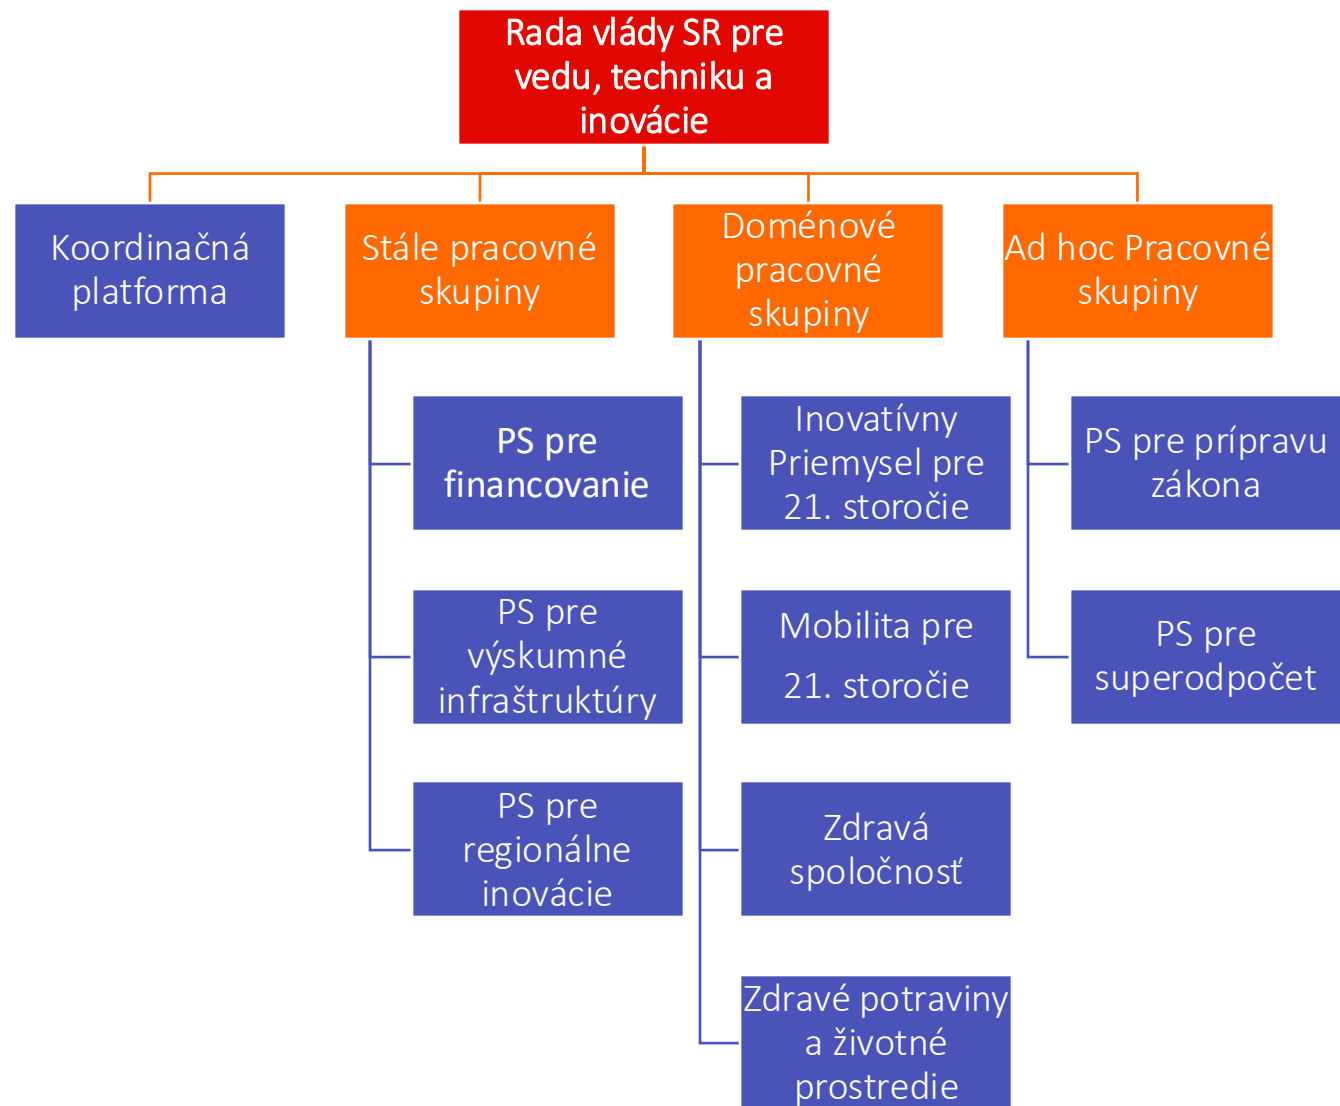 Rada vlády SR pre
vedu, techniku a
inovácie
Koordinačná
platforma
Stále pracovné
skupiny
Doménové
pracovné
skupiny
Ad hoc Pracovné
skupiny
PS pre
financovanie
PS pre
výskumné
infraštruktúry
PS pre
regionálne
inovácie
Inovatívny
Priemysel pre
21. storočie
Mobilita pre
21. storočie
Zdravá
spoločnosť
Zdravé potraviny
a životné
prostredie
PS pre prípravu
zákona
PS pre
superodpočet